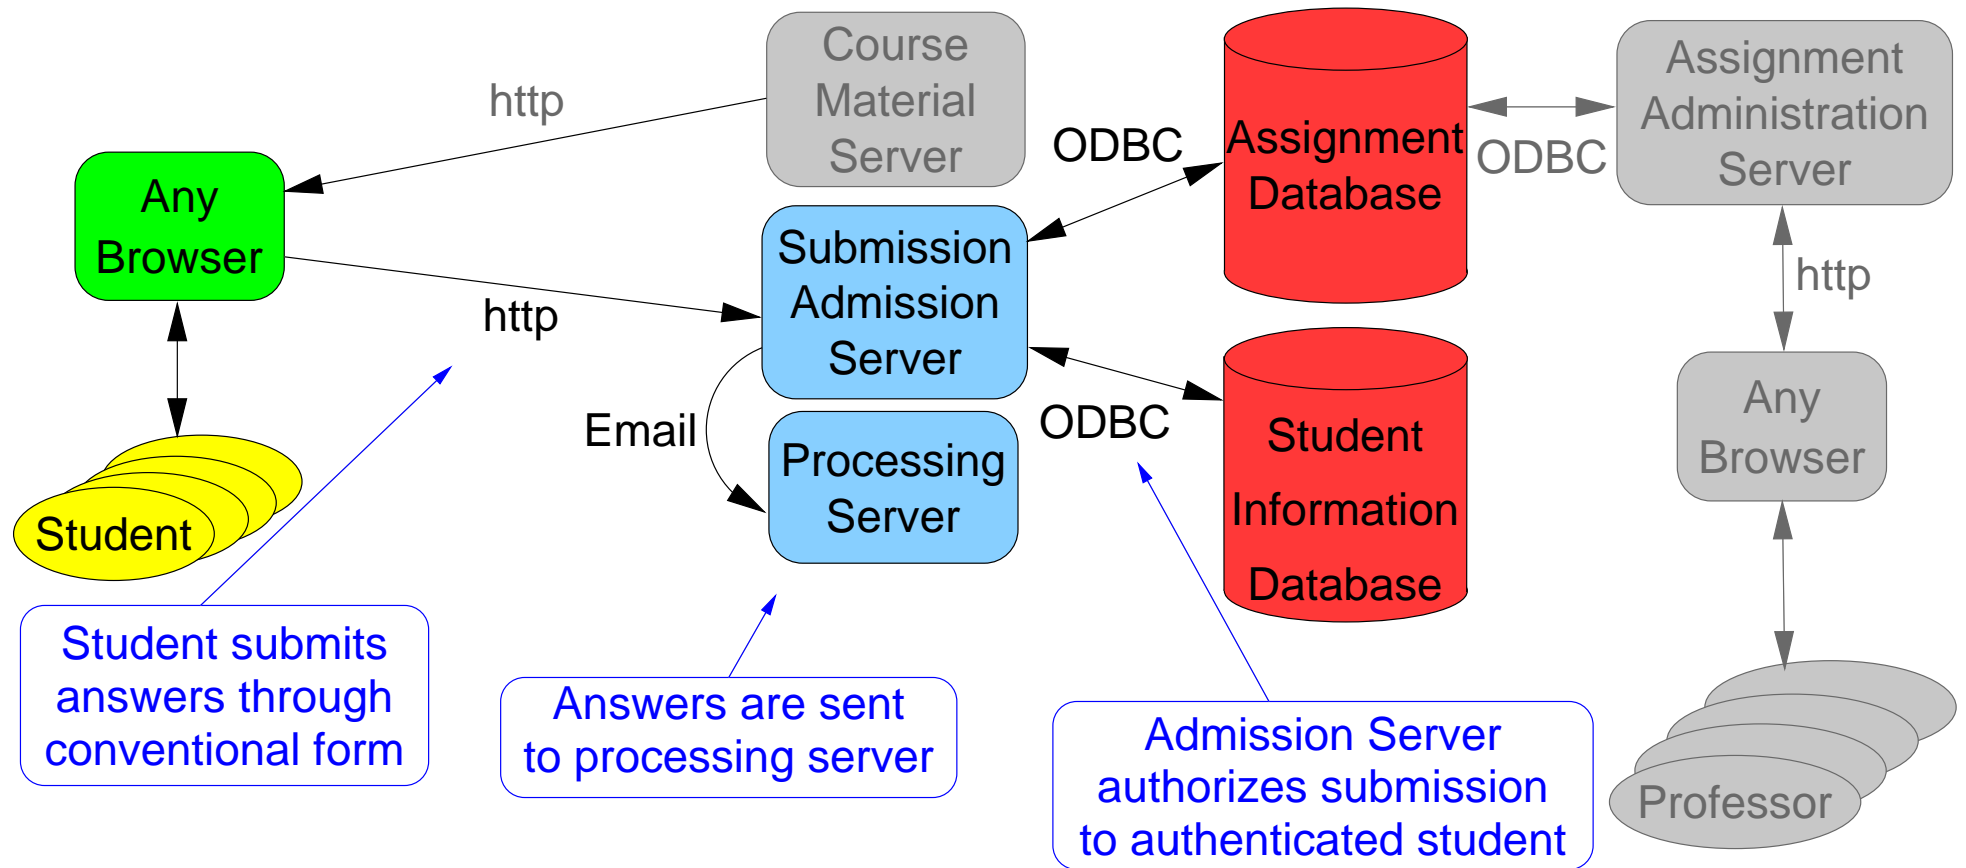 Course
Material
Server
http
Any
Browser
http
Student
Submission
Admission
Server
Email
Processing
Server
ODBC
Assignment
Database
ODBC
Student
Information
Database
ODBC
Assignment
Administration
Server
http
Any
Browser
Professor
Student submits
answers through
conventional form
Answers are sent
to processing server
Admission Server
authorizes submission
to authenticated student